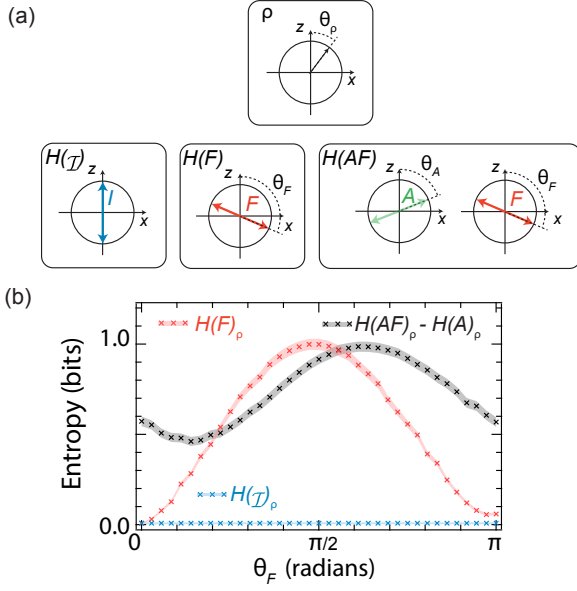 (a)
ρ
z
θρ
x
H(ℐ)
z
I
x
H(F)
z
F
θF
x
H(AF)
z
θA
A
x
z
F
θF
x
(b)
H(F)ρ
H(AF)ρ - H(A)ρ
H(ℐ)ρ
1.0
0.0
Entropy (bits)
0
π/2
π
θF (radians)